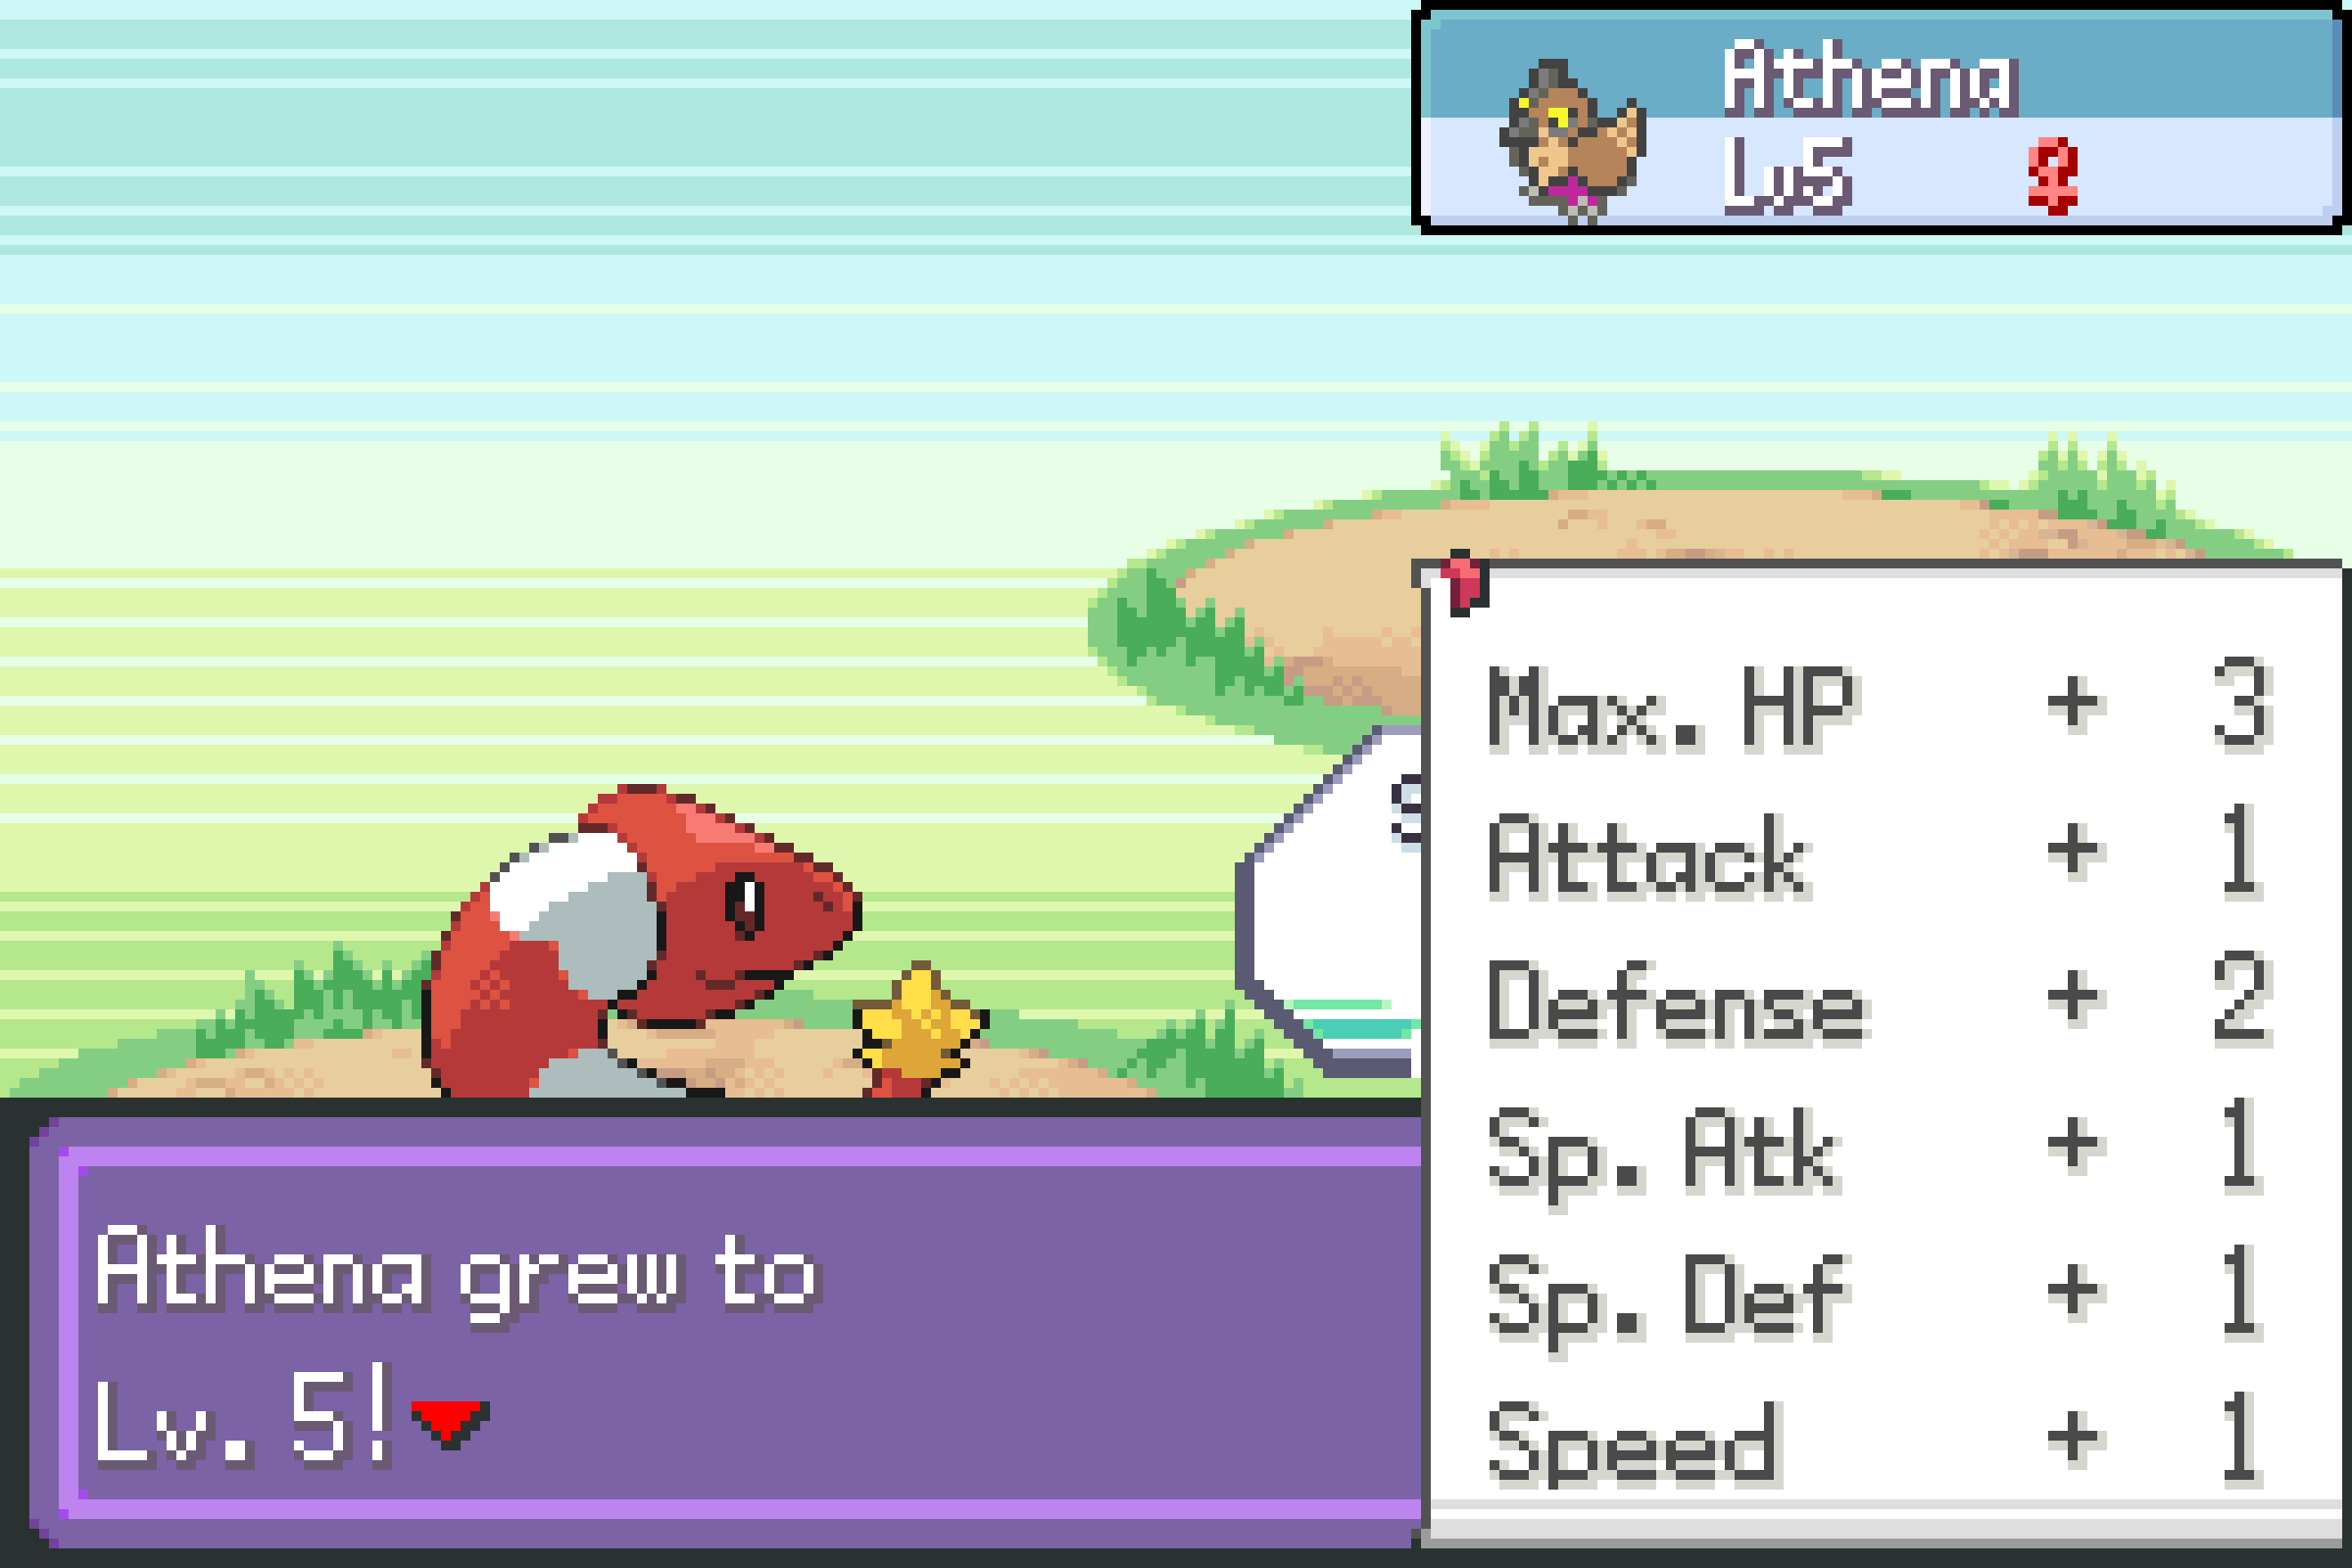 Athena
Lv5 ♀
S
Max. HP + 3
Attack + 1
Defense + 2
Sp. Atk + 1
Sp. Def + 1
Speed + 1
Athena grew to
Lv. 5!